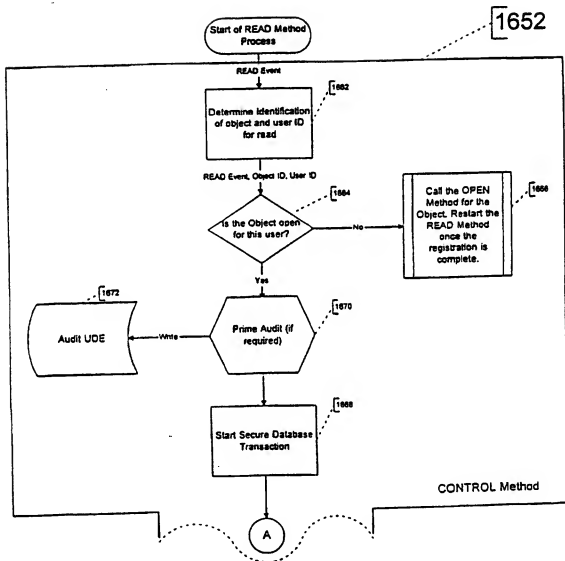 Start of READ Method
Process
1652
READ Event
1662
Determine Identification
of object and user ID
for read
READ Event, Object ID, User ID
1664
Is the Object open
for this user?
No
1666
Call the OPEN
Method for the
Object. Restart the
READ Method
once the
registration is
complete.
Yes
1672
Audit UDE
Write
Prime Audit (if
required)
1670
1668
Start Secure Database
Transaction
CONTROL Method
A